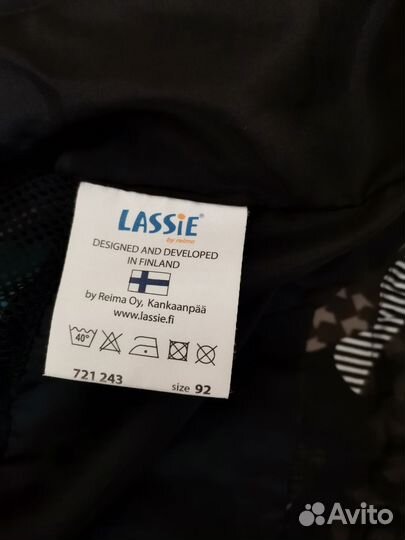 LASSiE®
by reima
DESIGNED AND DEVELOPED
IN FINLAND
by Reima Oy, Kankaanpää
www.lassie.fi
40°
721 243 size 92
Avito